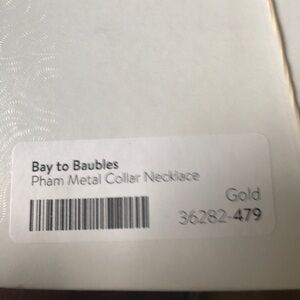 Bay to Baubles
Pham Metal Collar Necklace
Gold
36282-479